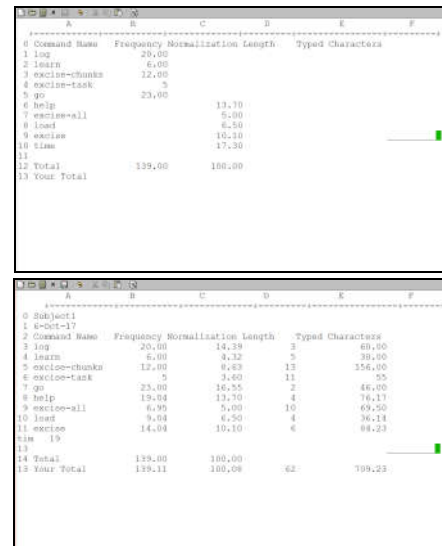 A B C D E F
0 Command Name Frequency Normalization Length Typed Characters
1 log 20.00
2 learn 6.00
3 excise-chunks 12.00
4 excise-task 5
5 go 23.00
6 help 13.70
7 excise-all 5.00
8 load 6.50
9 excise 10.10
10 time 17.30
11
12 Total 139.00 100.00
13 Your Total
A B C D E F
0 Subject1
1 6-Oct-17
2 Command Name Frequency Normalization Length Typed Characters
3 log 20.00 14.39 3 60.00
4 learn 6.00 4.32 5 30.00
5 excise-chunks 12.00 8.63 13 156.00
6 excise-task 5 3.60 11 55
7 go 23.00 16.55 2 46.00
8 help 19.04 13.70 4 76.17
9 excise-all 6.95 5.00 10 69.50
10 load 9.04 6.50 4 36.14
11 excise 14.04 10.10 6 84.23
tim 19
13
14 Total 139.00 100.00
15 Your Total 139.11 100.08 62 709.23